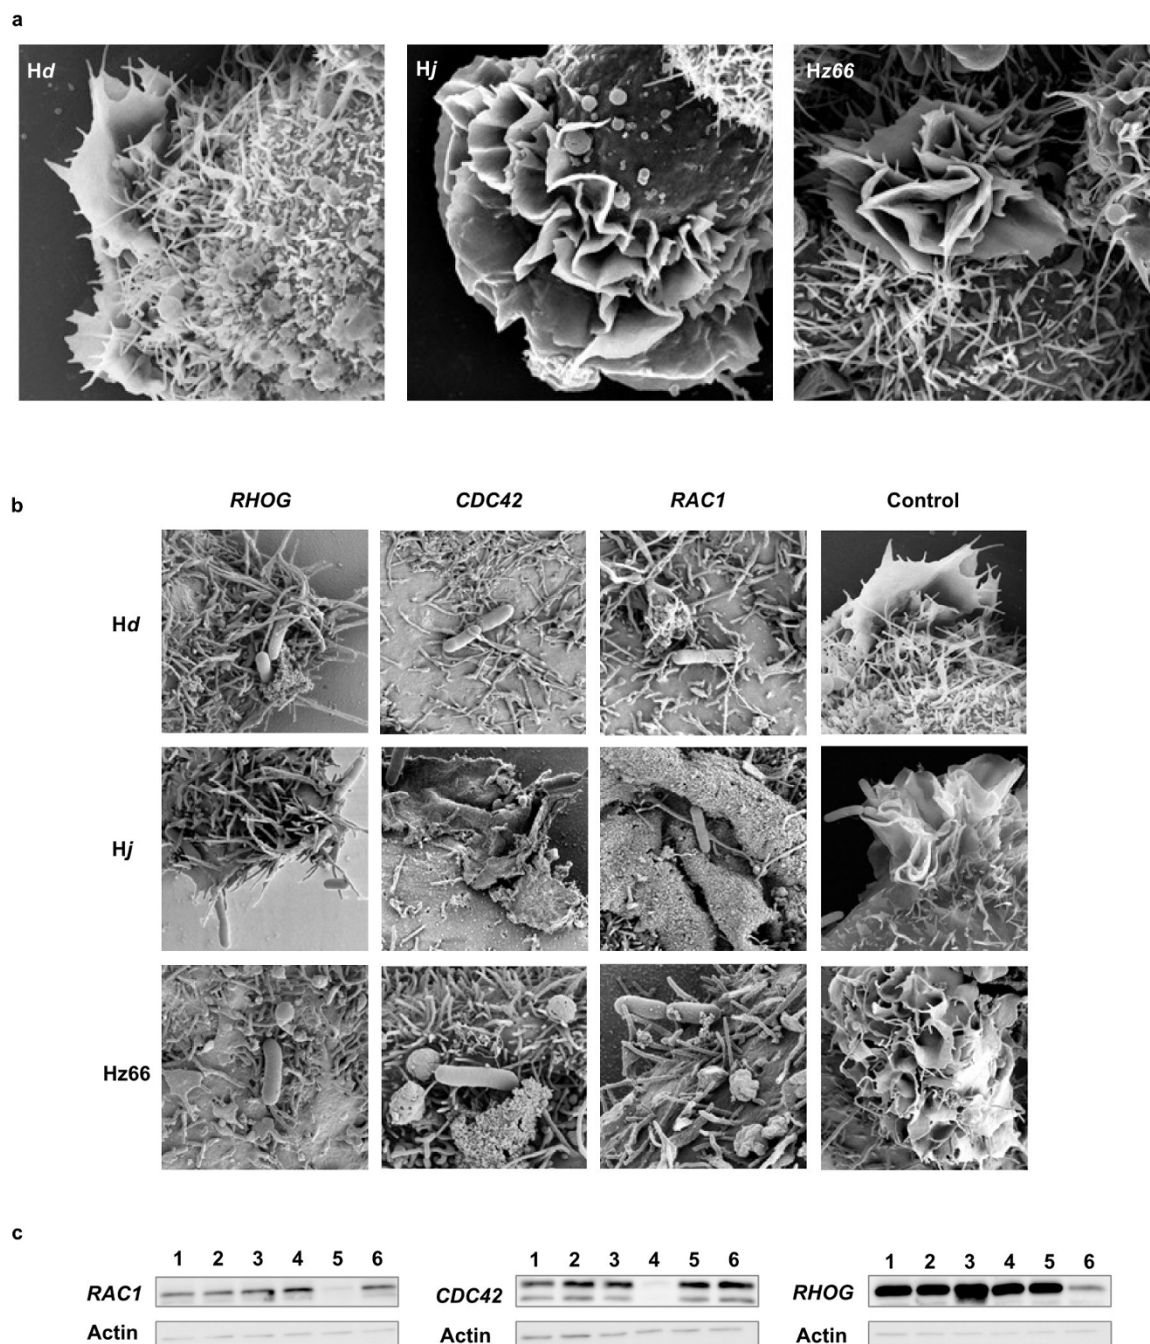 a
Hd
Hj
Hz66
b
RHOG CDC42 RAC1 Control
Hd
Hj
Hz66
c
1 2 3 4 5 6 1 2 3 4 5 6 1 2 3 4 5 6
RAC1 CDC42 RHOG
Actin Actin Actin